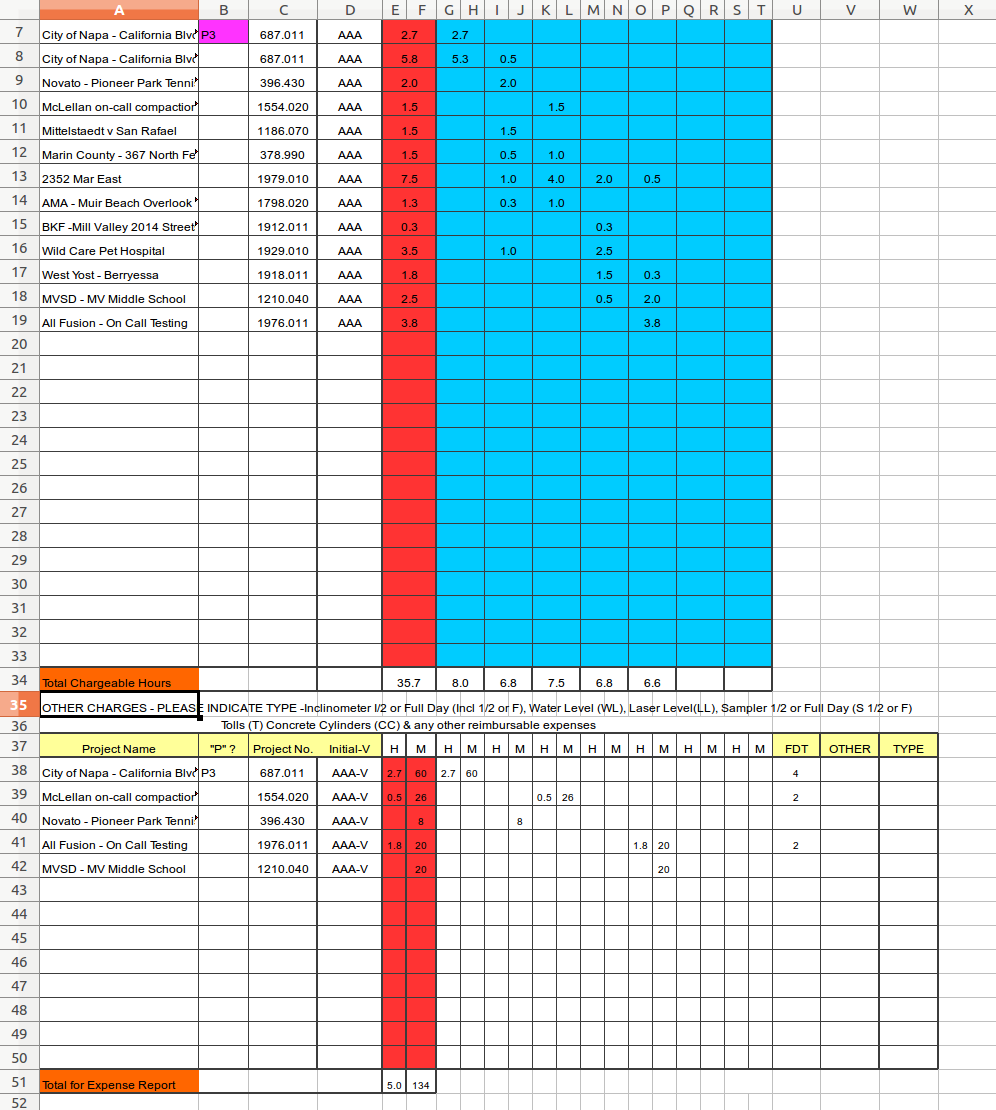 A B C D E F G H I J K L M N O P Q R S T U V W X
7 City of Napa - California Blv P3 687.011 AAA 2.7 2.7
8 City of Napa - California Blv 687.011 AAA 5.8 5.3 0.5
9 Novato - Pioneer Park Tenni 396.430 AAA 2.0 2.0
10 McLellan on-call compaction 1554.020 AAA 1.5 1.5
11 Mittelstaedt v San Rafael 1186.070 AAA 1.5 1.5
12 Marin County - 367 North Fe 378.990 AAA 1.5 0.5 1.0
13 2352 Mar East 1979.010 AAA 7.5 1.0 4.0 2.0 0.5
14 AMA - Muir Beach Overlook 1798.020 AAA 1.3 0.3 1.0
15 BKF -Mill Valley 2014 Street 1912.011 AAA 0.3 0.3
16 Wild Care Pet Hospital 1929.010 AAA 3.5 1.0 2.5
17 West Yost - Berryessa 1918.011 AAA 1.8 1.5 0.3
18 MVSD - MV Middle School 1210.040 AAA 2.5 0.5 2.0
19 All Fusion - On Call Testing 1976.011 AAA 3.8 3.8
20
21
22
23
24
25
26
27
28
29
30
31
32
33
34 Total Chargeable Hours 35.7 8.0 6.8 7.5 6.8 6.6
35 OTHER CHARGES - PLEASE INDICATE TYPE -Inclinometer I/2 or Full Day (Incl 1/2 or F), Water Level (WL), Laser Level(LL), Sampler 1/2 or Full Day (S 1/2 or F)
36 Tolls (T) Concrete Cylinders (CC) & any other reimbursable expenses
37 Project Name "P" ? Project No. Initial-V H M H M H M H M H M H M H M H M FDT OTHER TYPE
38 City of Napa - California Blv P3 687.011 AAA-V 2.7 60 2.7 60 4
39 McLellan on-call compaction 1554.020 AAA-V 0.5 26 0.5 26 2
40 Novato - Pioneer Park Tenni 396.430 AAA-V 8 8
41 All Fusion - On Call Testing 1976.011 AAA-V 1.8 20 1.8 20 2
42 MVSD - MV Middle School 1210.040 AAA-V 20 20
43
44
45
46
47
48
49
50
51 Total for Expense Report 5.0 134
52